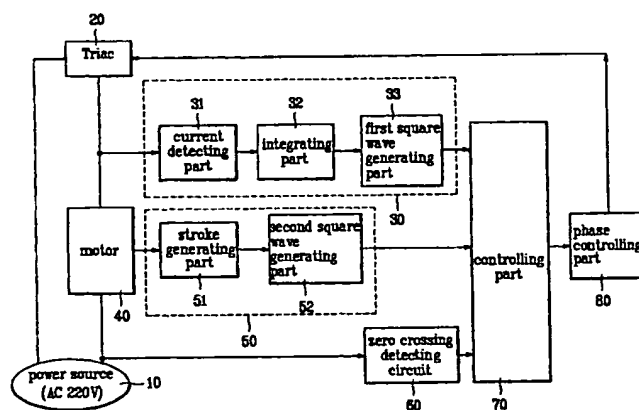 20
Triac
31
32
33
current
detecting
part
integrating
part
first square
wave
generating
part
30
motor
stroke
generating
part
second square
wave
generating
part
controlling
part
phase
controlling
part
40
51
52
80
50
power source
(AC 220V)
10
zero crossing
detecting
circuit
60
70